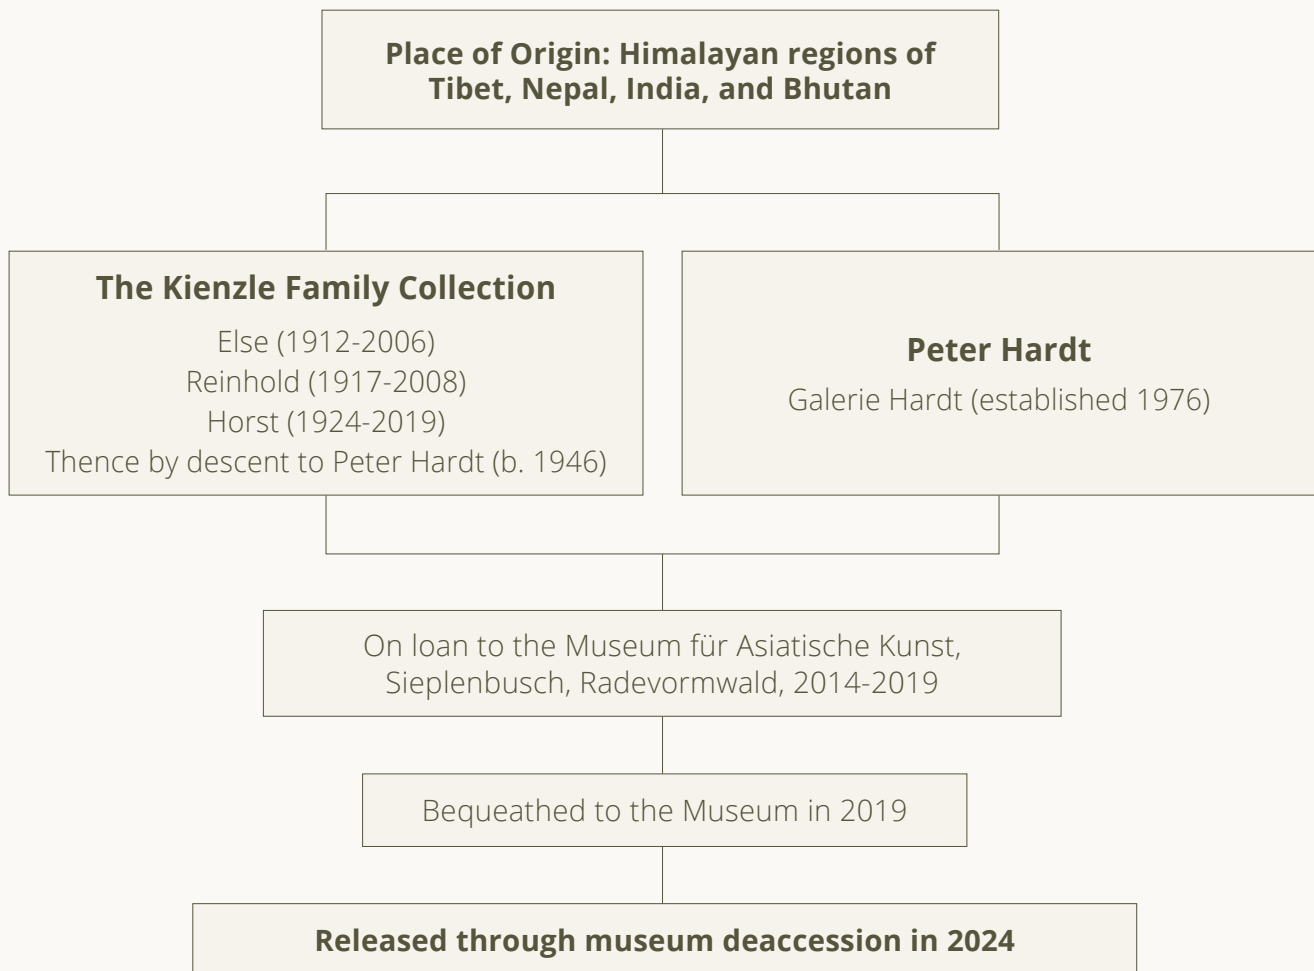 Place of Origin: Himalayan regions of
Tibet, Nepal, India, and Bhutan
The Kienzle Family Collection
Else (1912-2006)
Reinhold (1917-2008)
Horst (1924-2019)
Thence by descent to Peter Hardt (b. 1946)
Peter Hardt
Galerie Hardt (established 1976)
On loan to the Museum für Asiatische Kunst,
Sieplenbusch, Radevormwald, 2014-2019
Bequeathed to the Museum in 2019
Released through museum deaccession in 2024